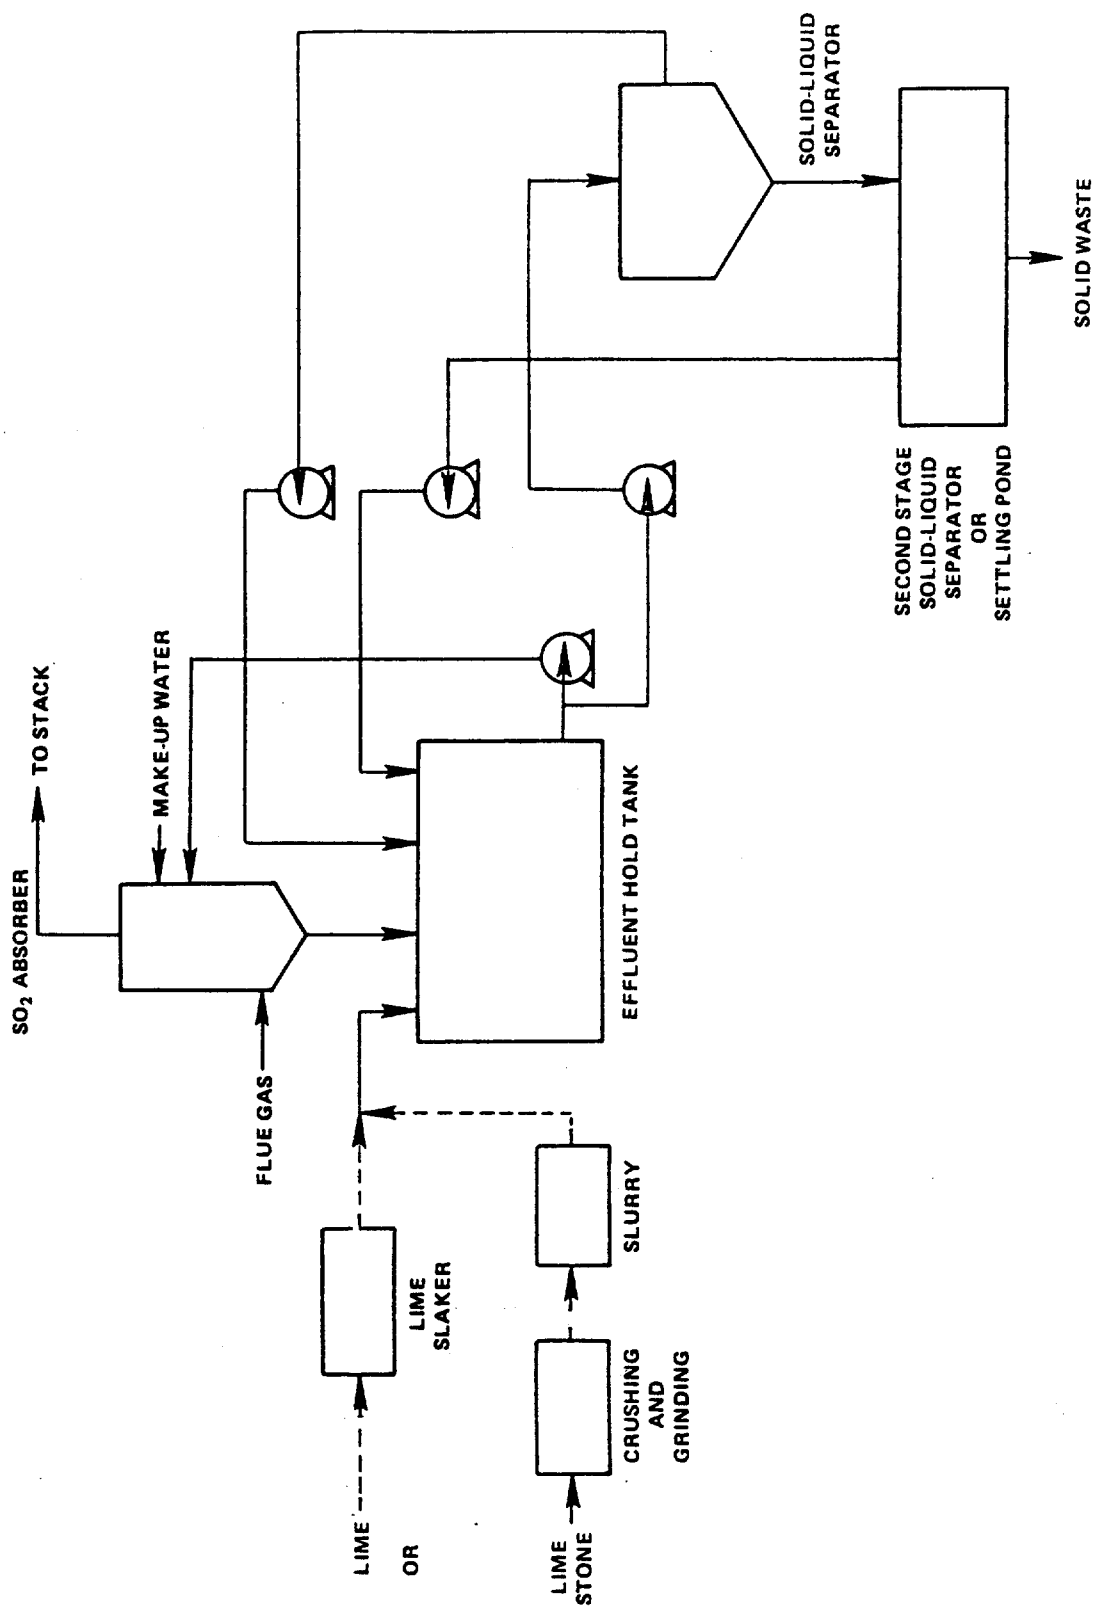 SO₂ ABSORBER
TO STACK
MAKE-UP WATER
FLUE GAS
LIME
OR
LIME
STONE
LIME
SLAKER
CRUSHING
AND
GRINDING
SLURRY
EFFLUENT HOLD TANK
SOLID-LIQUID
SEPARATOR
SECOND STAGE
SOLID-LIQUID
SEPARATOR
OR
SETTLING POND
SOLID WASTE